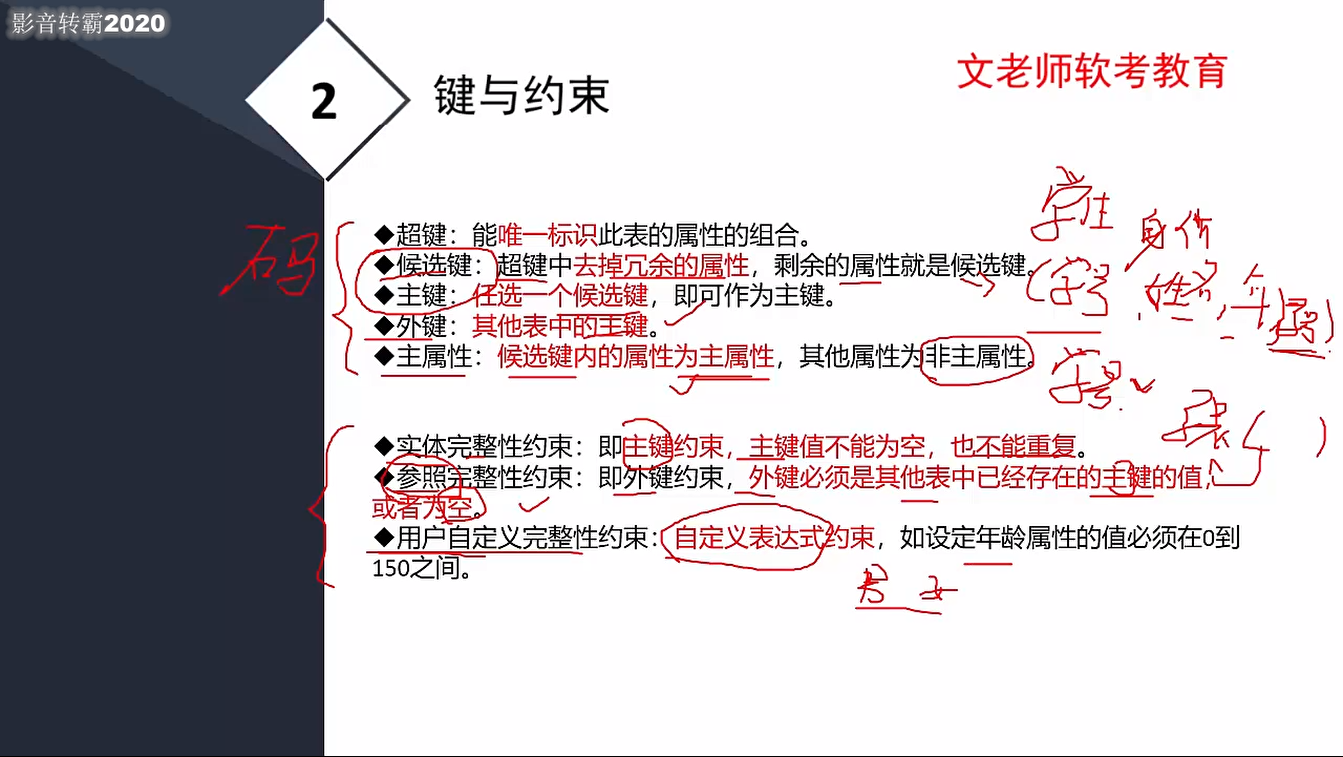 影音转霸2020
2
键与约束
文老师软考教育
码
◆超键：能唯一标识此表的属性的组合。
◆候选键：超键中去掉冗余的属性，剩余的属性就是候选键。
◆主键：任选一个候选键，即可作为主键。
◆外键：其他表中的主键。
◆主属性：候选键内的属性为主属性，其他属性为非主属性。
学生
身份
(学号
学号
◆实体完整性约束：即主键约束，主键值不能为空，也不能重复。
◆参照完整性约束：即外键约束，外键必须是其他表中已经存在的主键的值，
或者为空。
◆用户自定义完整性约束：自定义表达式约束，如设定年龄属性的值必须在0到
150之间。
男 女